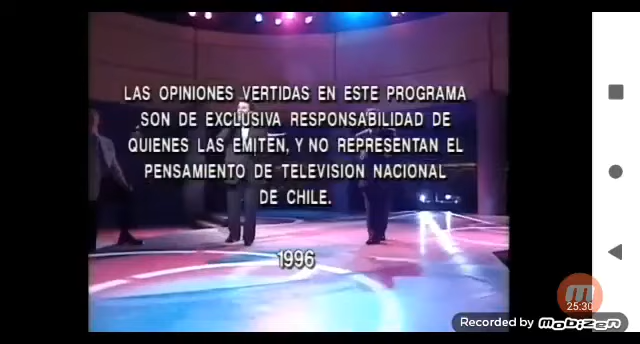 LAS OPINIONES VERTIDAS EN ESTE PROGRAMA
SON DE EXCLUSIVA RESPONSABILIDAD DE
QUIENES LAS EMITEN, Y NO REPRESENTAN EL
PENSAMIENTO DE TELEVISION NACIONAL
DE CHILE.
1996
25:30
Recorded by Mobizen